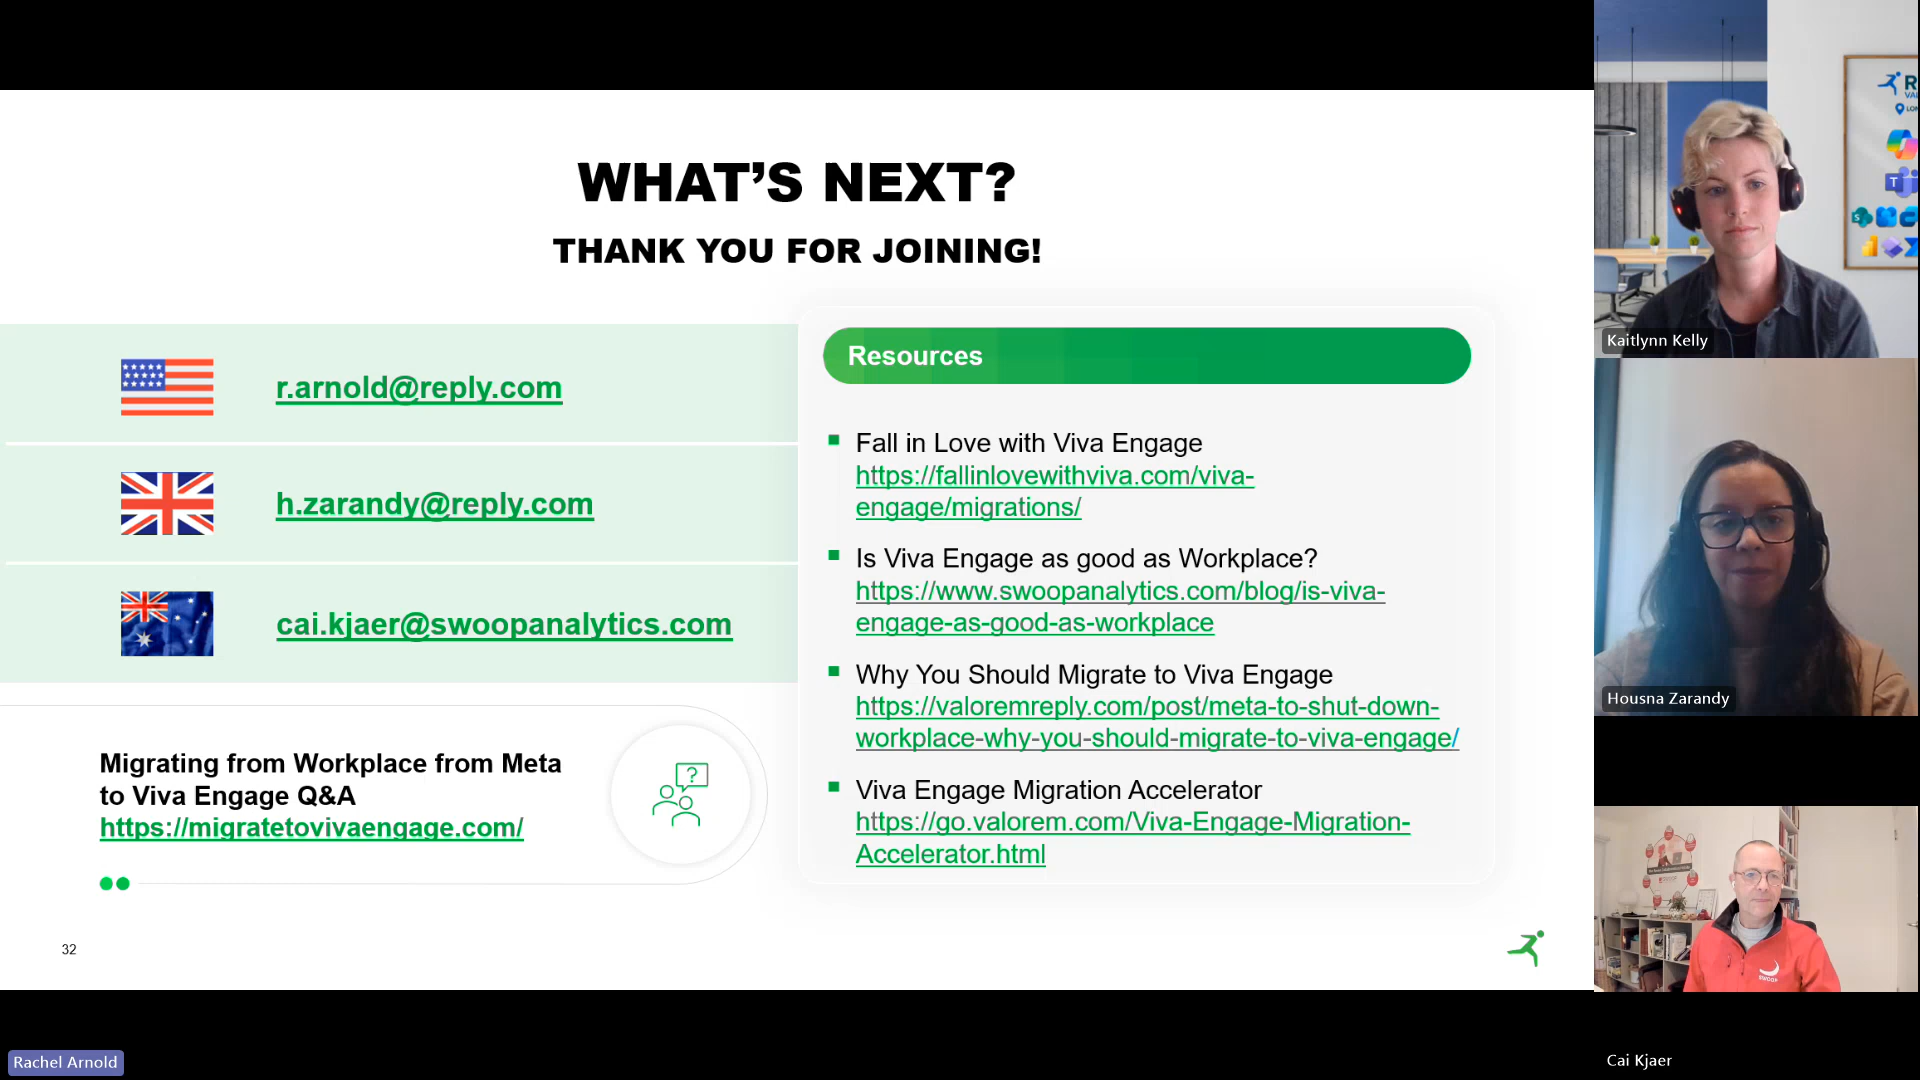 WHAT’S NEXT?
THANK YOU FOR JOINING!
r.arnold@reply.com
h.zarandy@reply.com
cai.kjaer@swoopanalytics.com
Migrating from Workplace from Meta
to Viva Engage Q&A
https://migratetovivaengage.com/
?
Resources
Fall in Love with Viva Engage
https://fallinlovewithviva.com/viva-
engage/migrations/
Is Viva Engage as good as Workplace?
https://www.swoopanalytics.com/blog/is-viva-
engage-as-good-as-workplace
Why You Should Migrate to Viva Engage
https://valoremreply.com/post/meta-to-shut-down-
workplace-why-you-should-migrate-to-viva-engage/
Viva Engage Migration Accelerator
https://go.valorem.com/Viva-Engage-Migration-
Accelerator.html
32
Rachel Arnold
R
VAL
LON
T
S
Kaitlynn Kelly
Housna Zarandy
SWOOP
Cai Kjaer